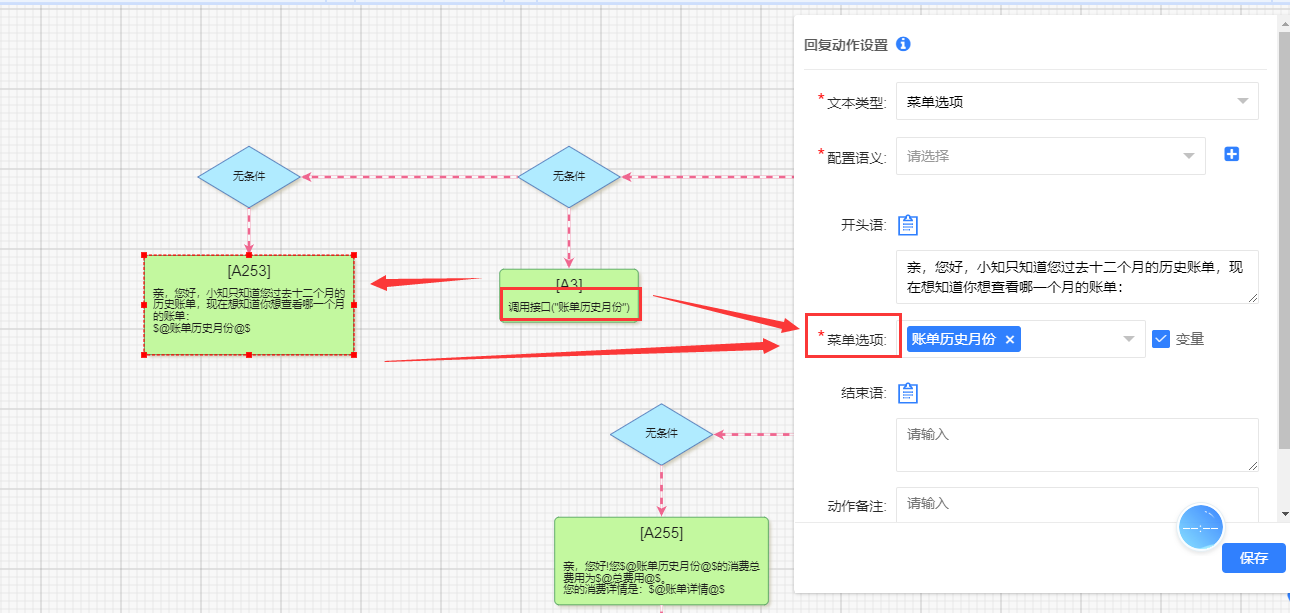 无条件
无条件
[A253]
亲，您好，小知只知道您过去十二个月的
历史账单，现在想知道你想查看哪一个月
的账单：
$@账单历史月份@$
[A3]
调用接口("账单历史月份")
无条件
[A255]
亲，您好!您$@账单历史月份@$的消费总
费用为$@总费用@$。
您的消费详情是：$@账单详情@$
回复动作设置
*文本类型: 菜单选项
*配置语义: 请选择
开头语:
亲，您好，小知只知道您过去十二个月的历史账单，现
在想知道你想查看哪一个月的账单：
*菜单选项: 账单历史月份 × 变量
结束语:
请输入
动作备注: 请输入
--:--
保存